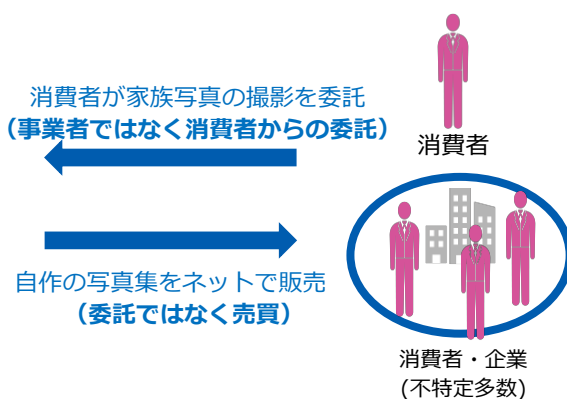 消費者が家族写真の撮影を委託
（事業者ではなく消費者からの委託）
消費者
自作の写真集をネットで販売
（委託ではなく売買）
消費者・企業
(不特定多数)